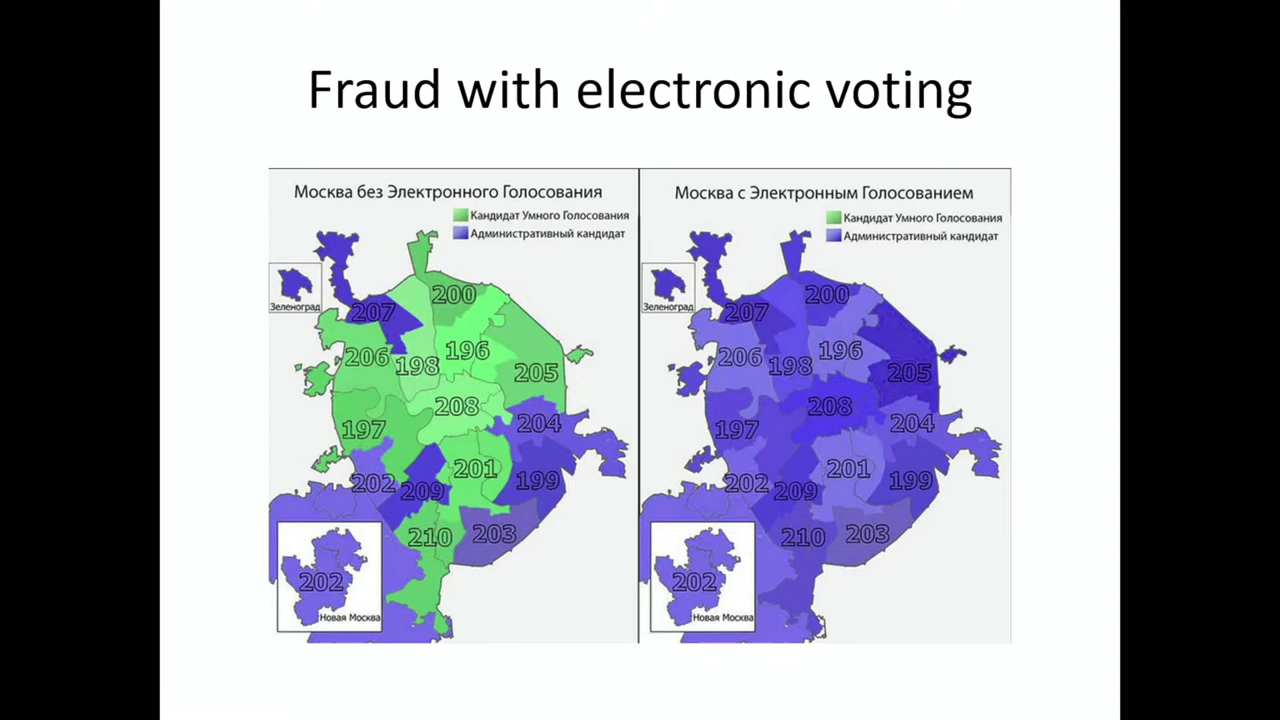 Fraud with electronic voting
Москва без Электронного Голосования
Кандидат Умного Голосования
Административный кандидат
Зеленоград
207
200
206
198
196
205
208
197
204
202
209
201
199
210
203
202
Новая Москва
Москва с Электронным Голосованием
Кандидат Умного Голосования
Административный кандидат
Зеленоград
207
200
206
198
196
205
208
197
204
202
209
201
199
210
203
202
Новая Москва